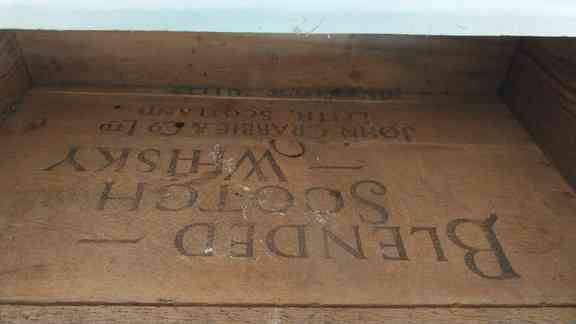 BLENDED —
SCOTCH
— WHISKY
JOHN CRABBIE & CO LTD
LEITH, SCOTLAND